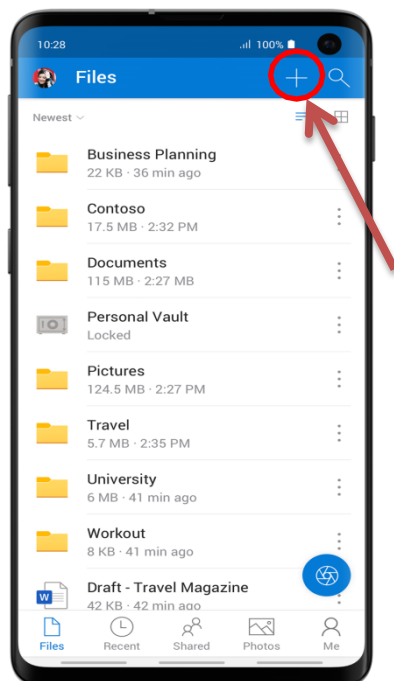 10:28
100%
Files
Newest
Business Planning
22 KB · 36 min ago
Contoso
17.5 MB · 2:32 PM
Documents
115 MB · 2:27 MB
Personal Vault
Locked
Pictures
124.5 MB · 2:27 PM
Travel
5.7 MB · 2:35 PM
University
6 MB · 41 min ago
Workout
8 KB · 41 min ago
W
Draft - Travel Magazine
42 KB · 42 min ago
Files Recent Shared Photos Me